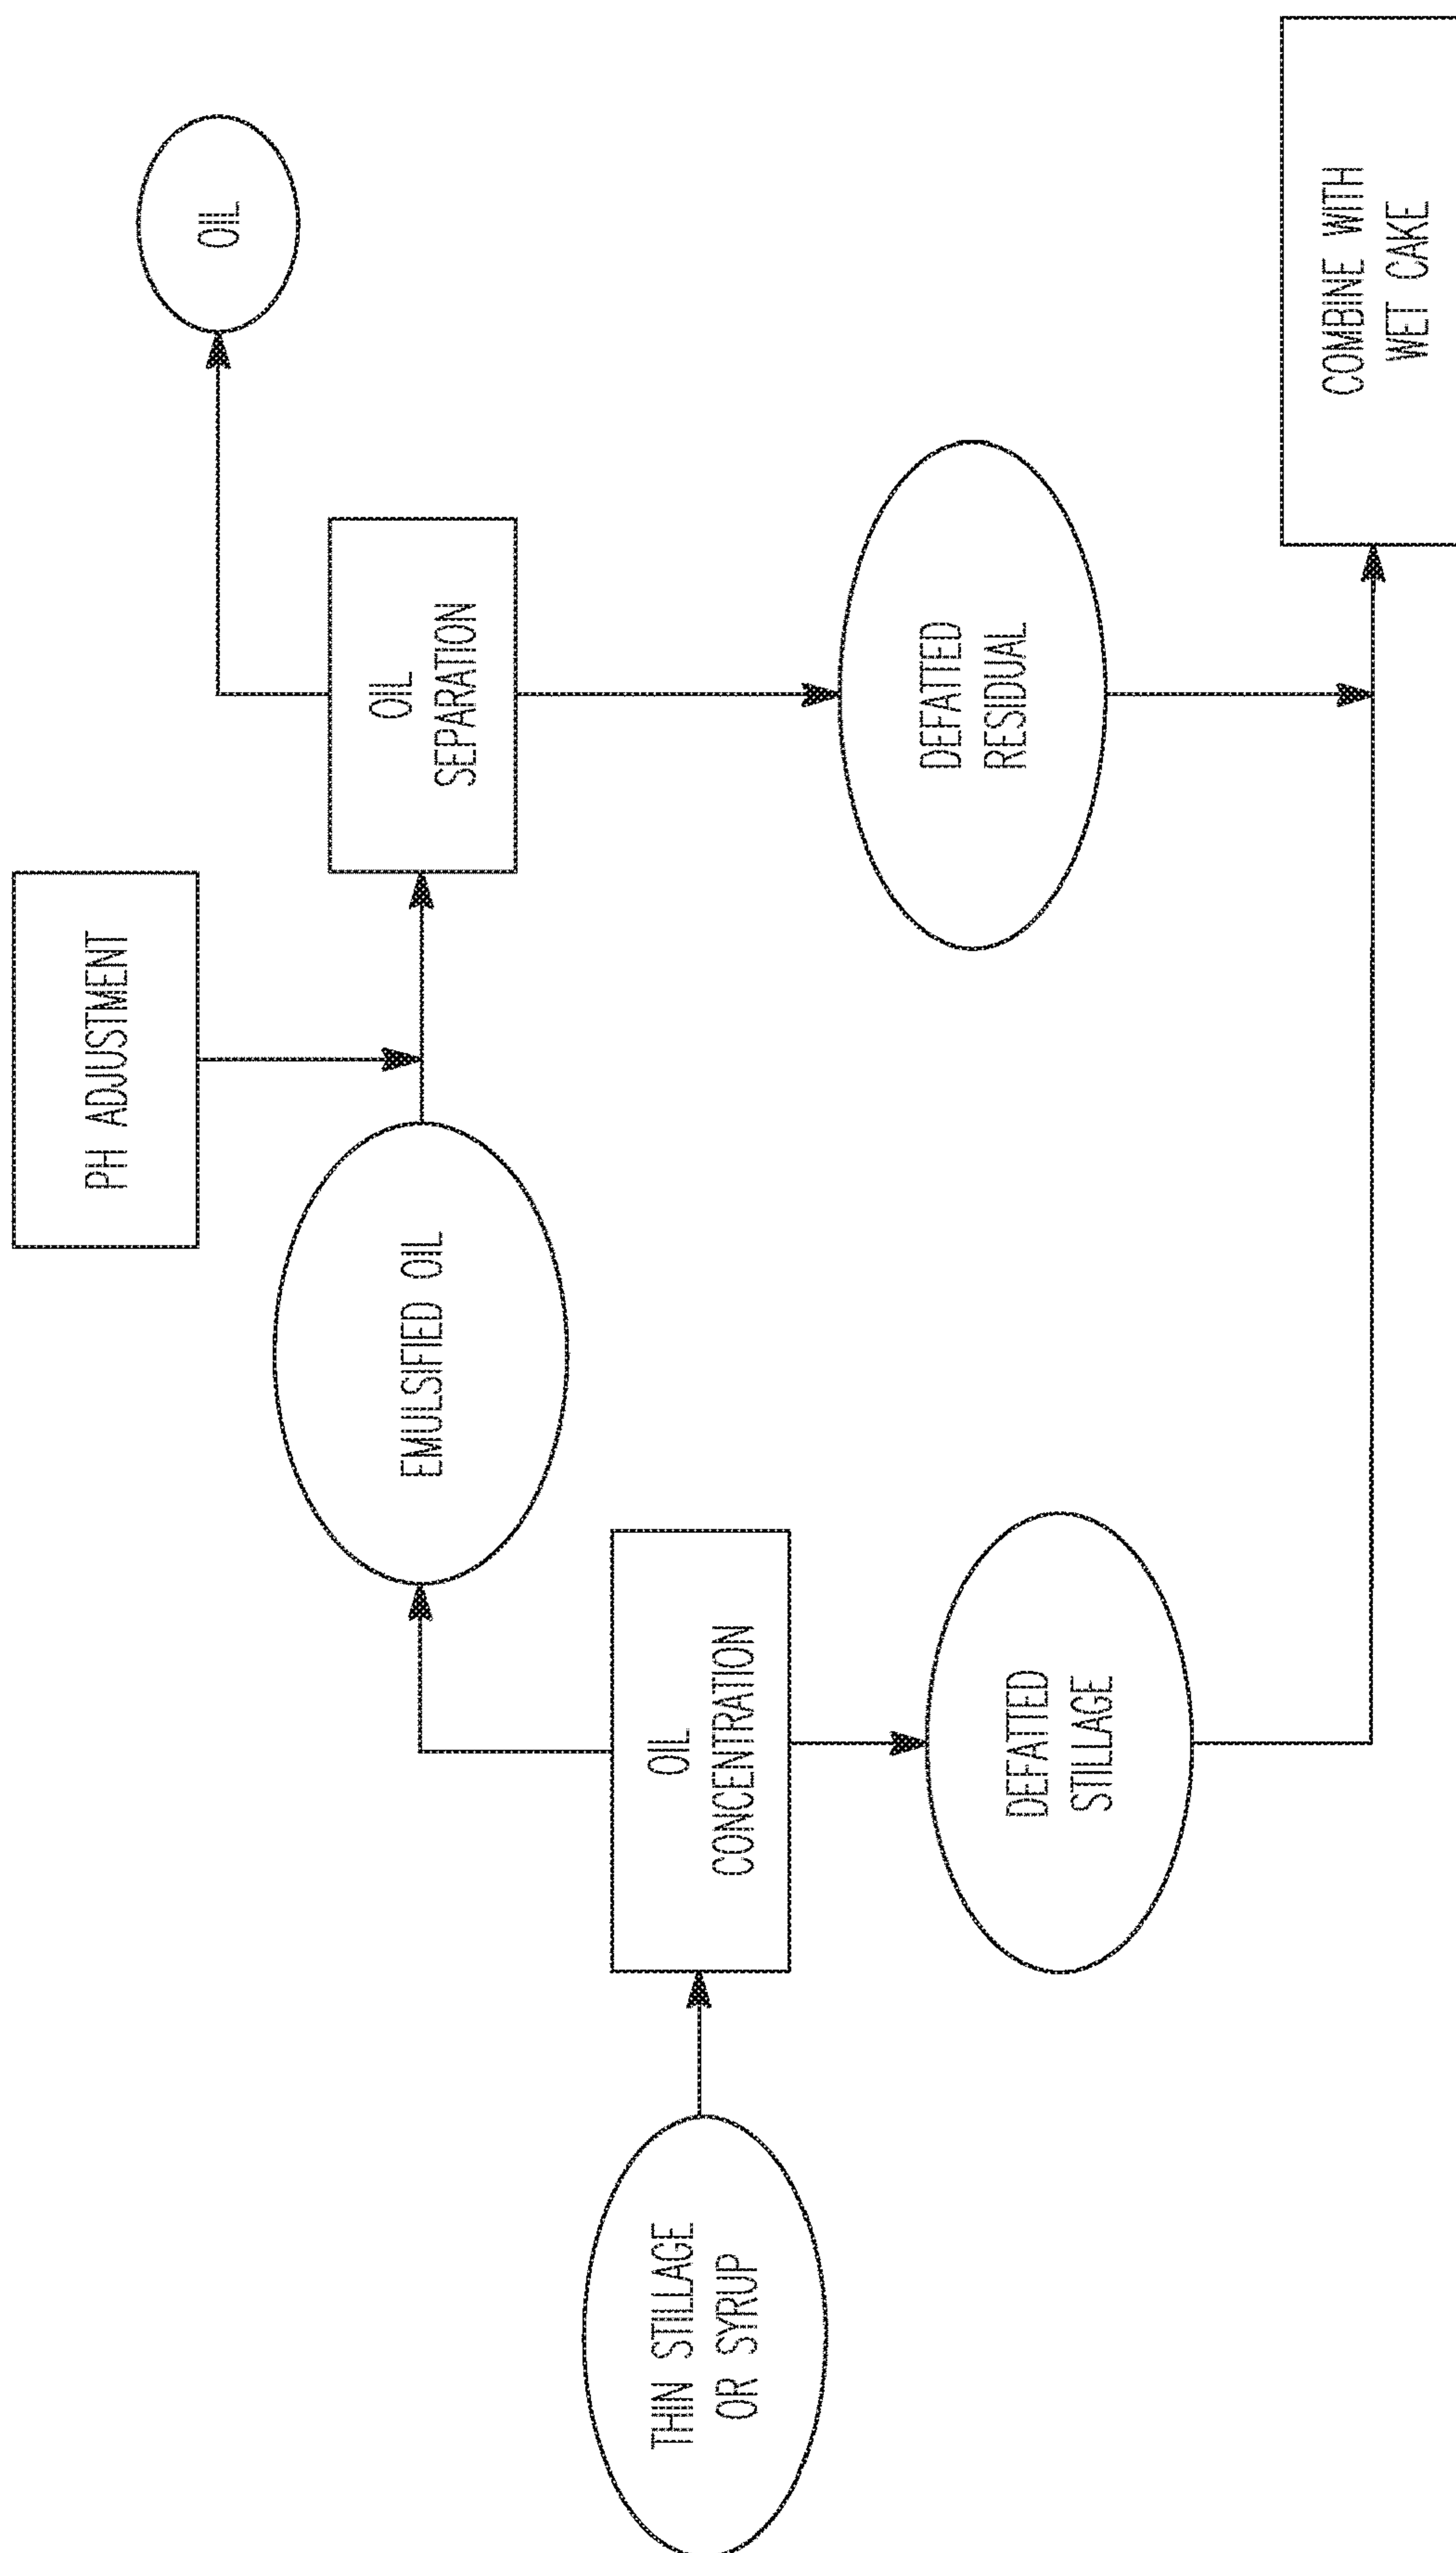 THIN STILLAGE
OR SYRUP
OIL
CONCENTRATION
EMULSIFIED OIL
DEFATTED
STILLAGE
PH ADJUSTMENT
OIL
SEPARATION
DEFATTED
RESIDUAL
OIL
COMBINE WITH
WET CAKE